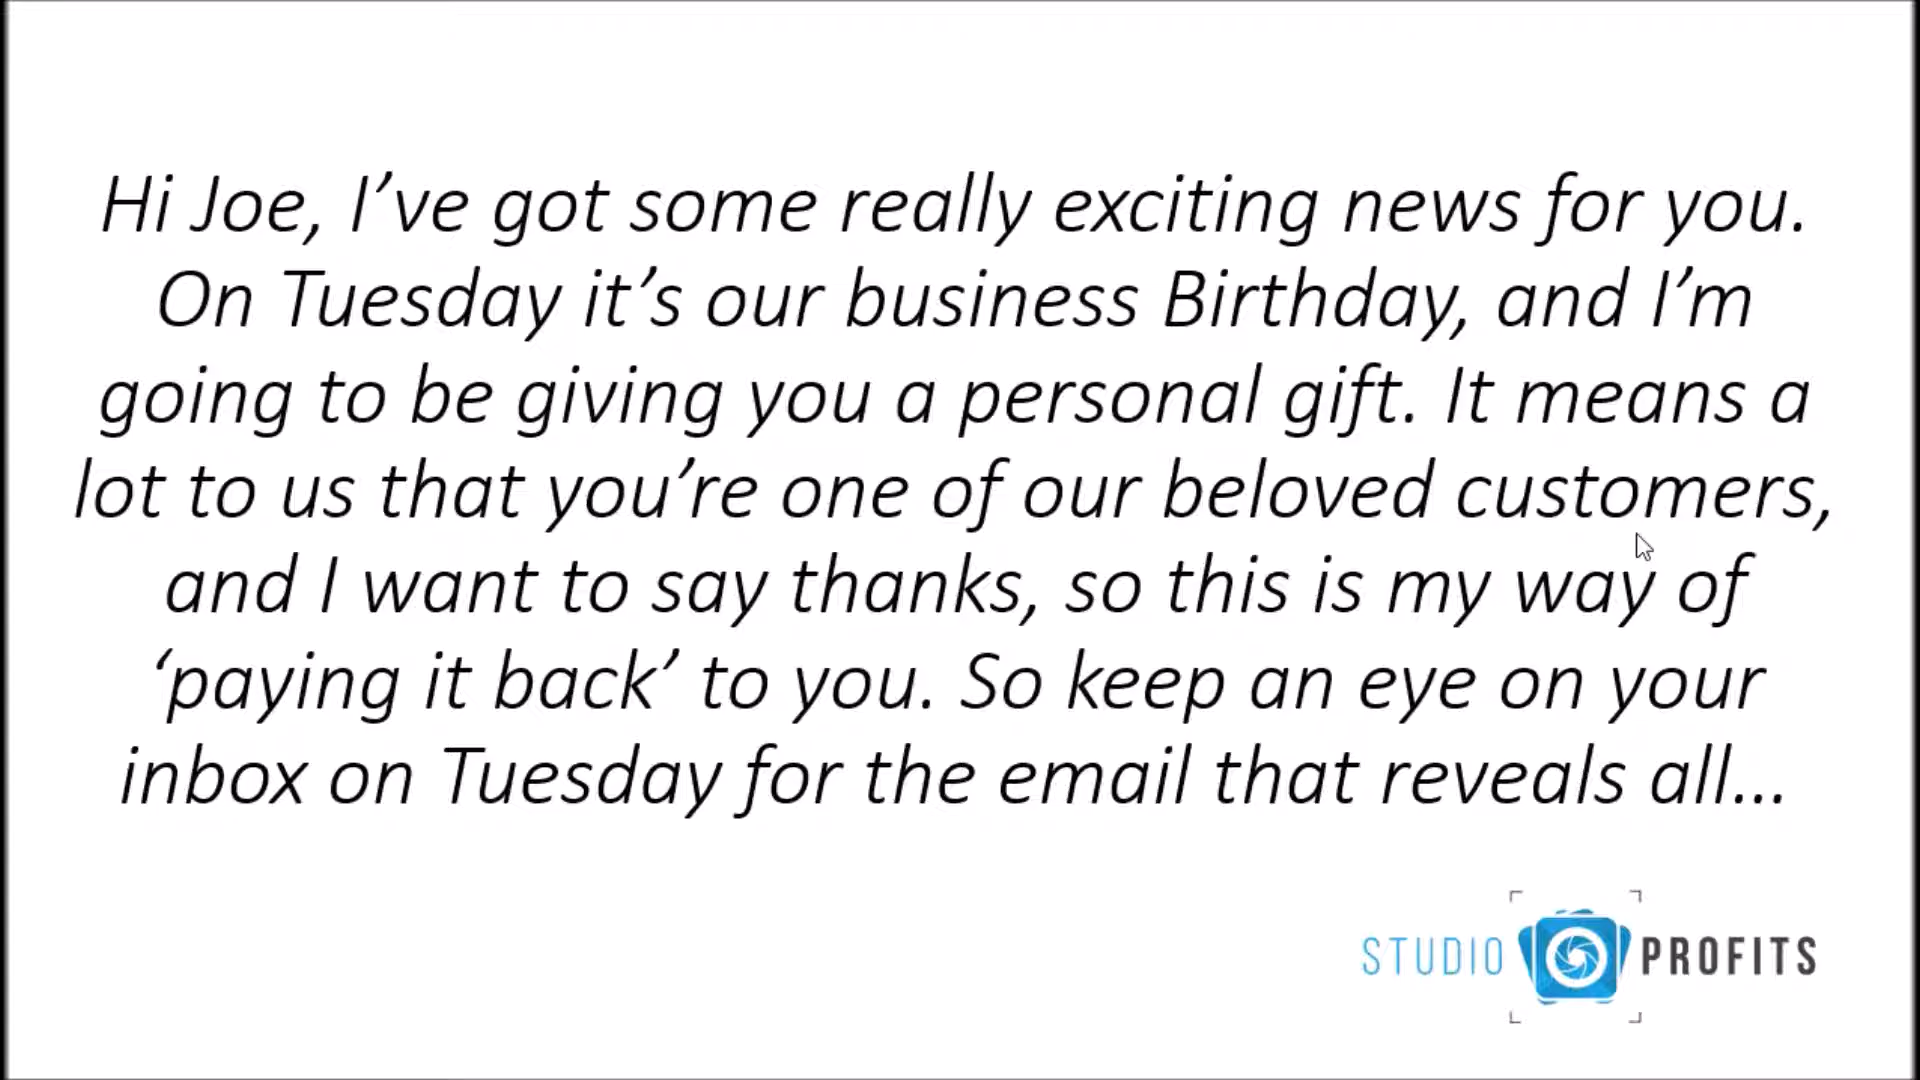 Hi Joe, I’ve got some really exciting news for you.
On Tuesday it’s our business Birthday, and I’m
going to be giving you a personal gift. It means a
lot to us that you’re one of our beloved customers,
and I want to say thanks, so this is my way of
‘paying it back’ to you. So keep an eye on your
inbox on Tuesday for the email that reveals all...
STUDIO PROFITS